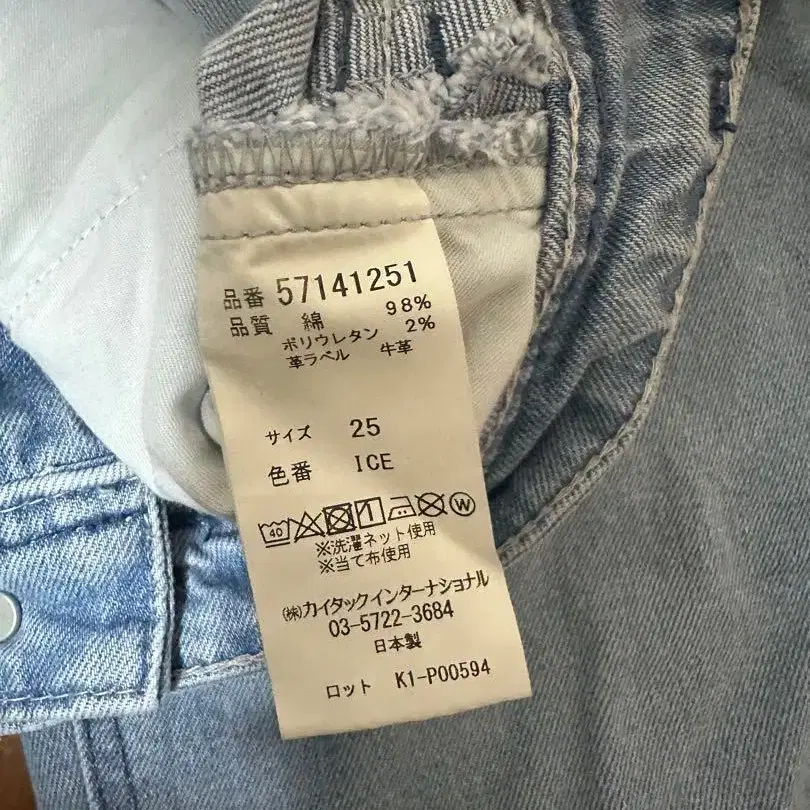 品番 57141251
品質 綿 98%
ポリウレタン 2%
革ラベル 牛革
サイズ 25
色番 ICE
40 W
※洗濯ネット使用
※当て布使用
㈱カイタックインターナショナル
03-5722-3684
日本製
ロット K1-P00594